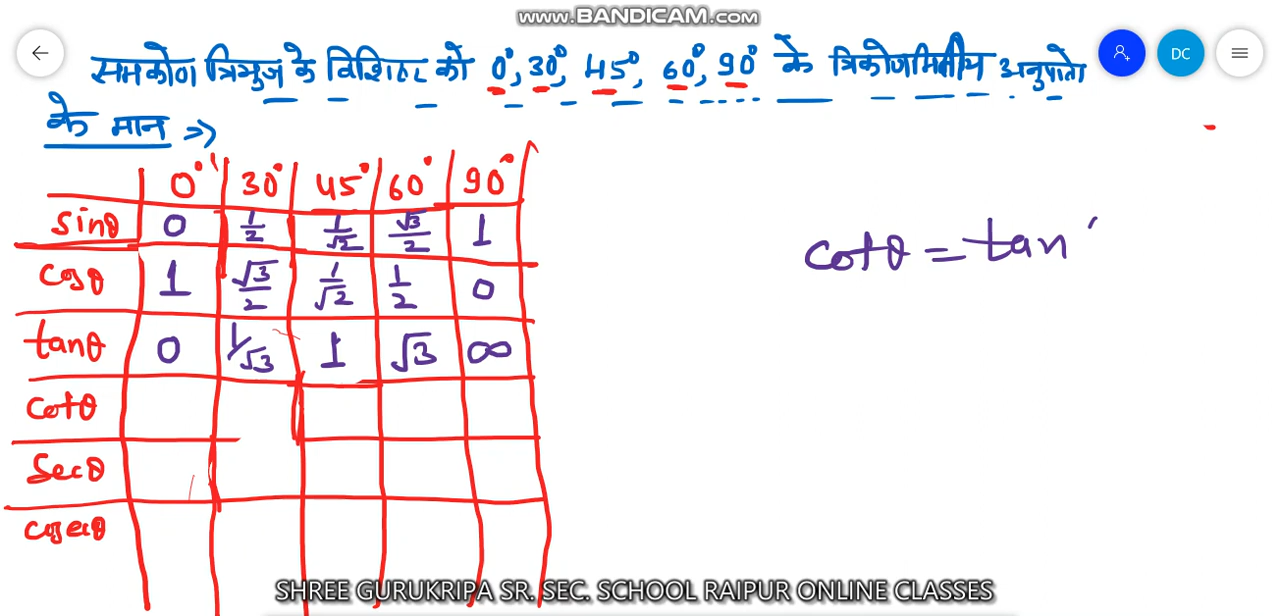 www.BANDICAM.com
समकोण त्रिभुज के विशिष्ट को 0°, 30°, 45°, 60°, 90° के त्रिकोणमितीय अनुपातो
DC
के मान ⇒
0° 30° 45° 60° 90°
sinθ 0 1/2 1/√2 √3/2 1
cosθ 1 √3/2 1/√2 1/2 0
tanθ 0 1/√3 1 √3 ∞
cotθ
secθ
cosecθ
cotθ = tan
SHREE GURUKRIPA SR. SEC. SCHOOL RAIPUR ONLINE CLASSES